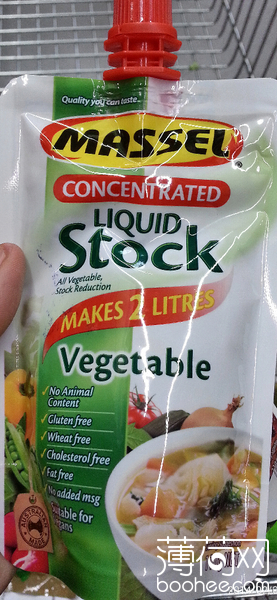 Quality you can taste...
MASSEL
®
CONCENTRATED
LIQUID
Stock
All Vegetable,
Stock Reduction
MAKES 2 LITRES
Vegetable
No Animal
Content
Gluten free
Wheat free
Cholesterol free
Fat free
No added msg
Suitable for
vegans
AUSTRALIAN
MADE
薄荷网
boohee.com